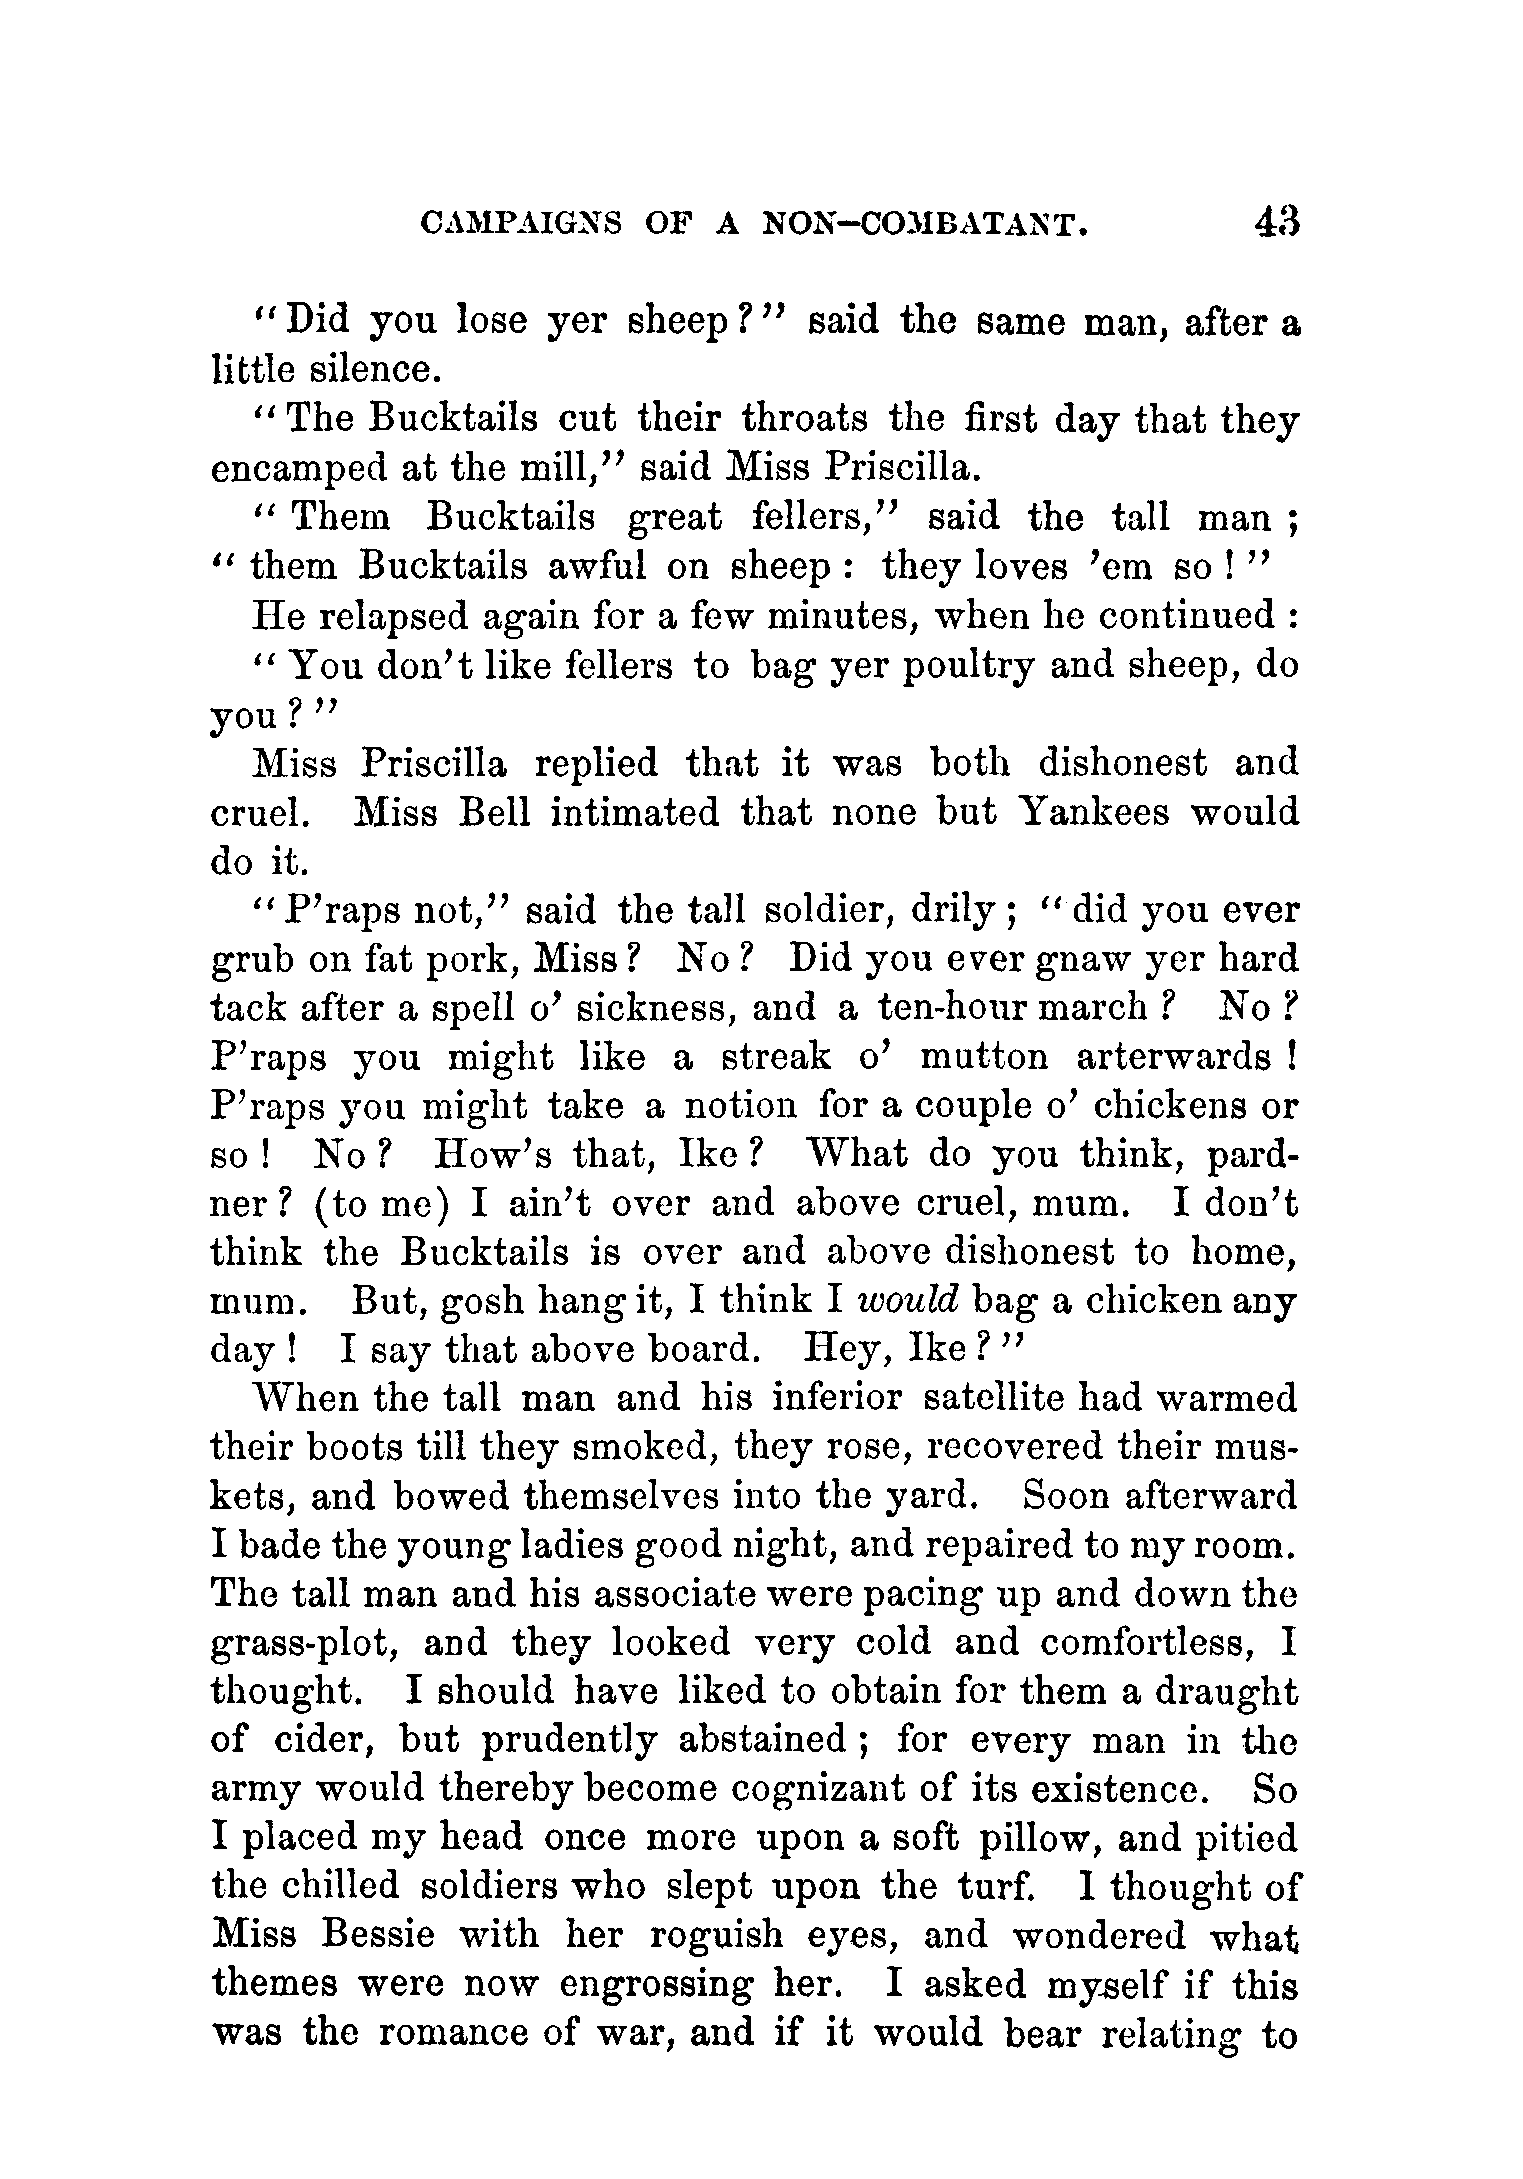 CAMPAIGNS OF A NON-COMBATANT. 43
"Did you lose yer sheep?" said the same man, after a
little silence.
"The Bucktails cut their throats the first day that they
encamped at the mill," said Miss Priscilla.
"Them Bucktails great fellers," said the tall man;
"them Bucktails awful on sheep: they loves 'em so!"
He relapsed again for a few minutes, when he continued:
"You don't like fellers to bag yer poultry and sheep, do
you?"
Miss Priscilla replied that it was both dishonest and
cruel. Miss Bell intimated that none but Yankees would
do it.
"P'raps not," said the tall soldier, drily; "did you ever
grub on fat pork, Miss? No? Did you ever gnaw yer hard
tack after a spell o' sickness, and a ten-hour march? No?
P'raps you might like a streak o' mutton arterwards!
P'raps you might take a notion for a couple o' chickens or
so! No? How's that, Ike? What do you think, pard-
ner? (to me) I ain't over and above cruel, mum. I don't
think the Bucktails is over and above dishonest to home,
mum. But, gosh hang it, I think I would bag a chicken any
day! I say that above board. Hey, Ike?"
When the tall man and his inferior satellite had warmed
their boots till they smoked, they rose, recovered their mus-
kets, and bowed themselves into the yard. Soon afterward
I bade the young ladies good night, and repaired to my room.
The tall man and his associate were pacing up and down the
grass-plot, and they looked very cold and comfortless, I
thought. I should have liked to obtain for them a draught
of cider, but prudently abstained; for every man in the
army would thereby become cognizant of its existence. So
I placed my head once more upon a soft pillow, and pitied
the chilled soldiers who slept upon the turf. I thought of
Miss Bessie with her roguish eyes, and wondered what
themes were now engrossing her. I asked myself if this
was the romance of war, and if it would bear relating to